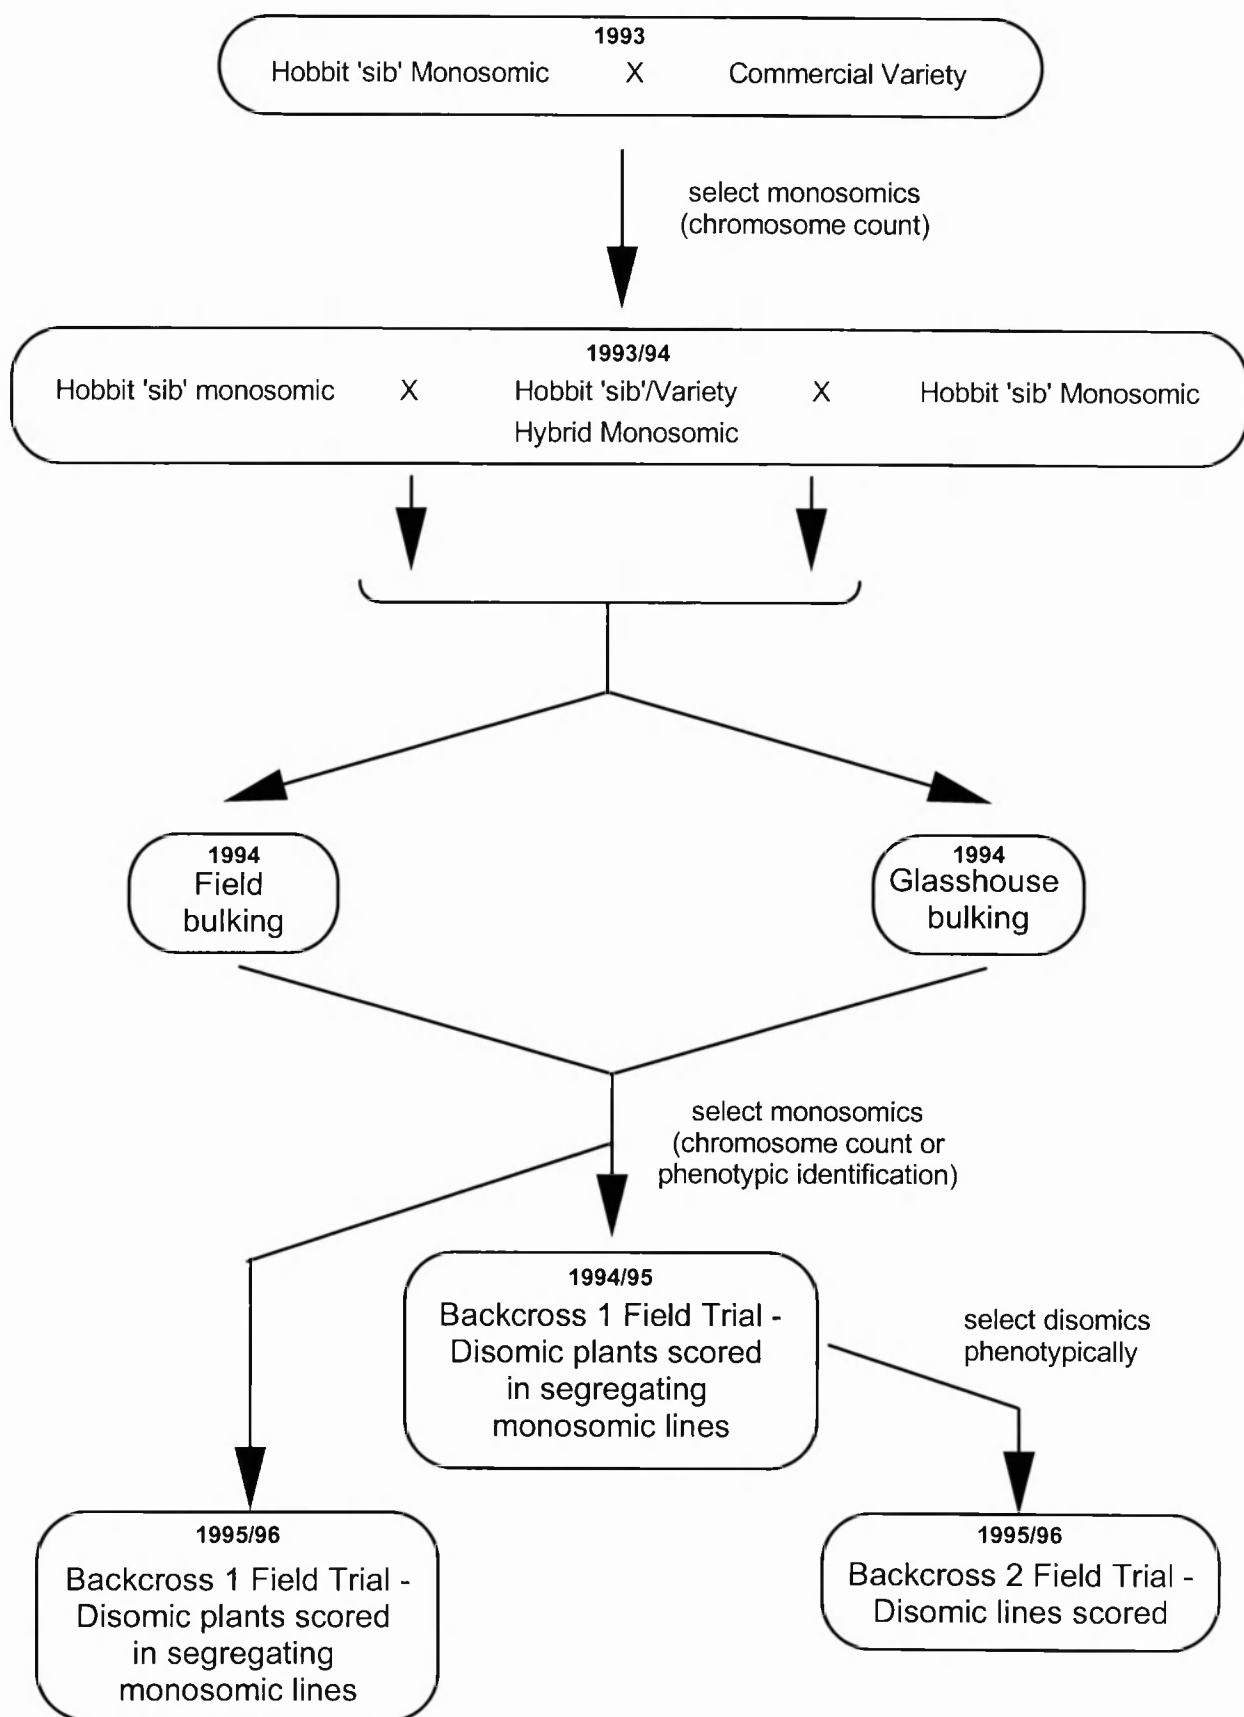 1993
Hobbit 'sib' Monosomic X Commercial Variety
select monosomics
(chromosome count)
1993/94
Hobbit 'sib' monosomic X Hobbit 'sib'/Variety X Hobbit 'sib' Monosomic
Hybrid Monosomic
1994
Field
bulking
1994
Glasshouse
bulking
select monosomics
(chromosome count or
phenotypic identification)
1994/95
Backcross 1 Field Trial -
Disomic plants scored
in segregating
monosomic lines
select disomics
phenotypically
1995/96
Backcross 1 Field Trial -
Disomic plants scored
in segregating
monosomic lines
1995/96
Backcross 2 Field Trial -
Disomic lines scored